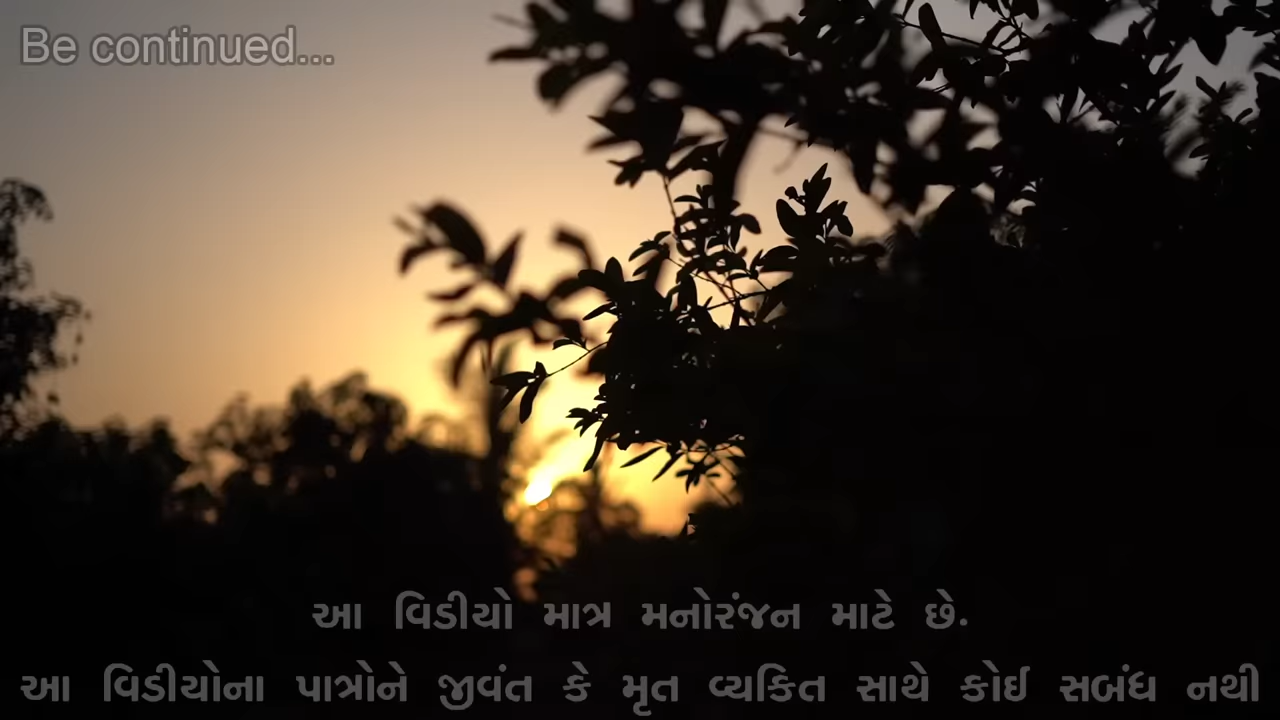 Be continued...
આ વિડીયો માત્ર મનોરંજન માટે છે.
આ વિડીયોના પાત્રોને જીવંત કે મૃત વ્યકિત સાથે કોઈ સબંધ નથી